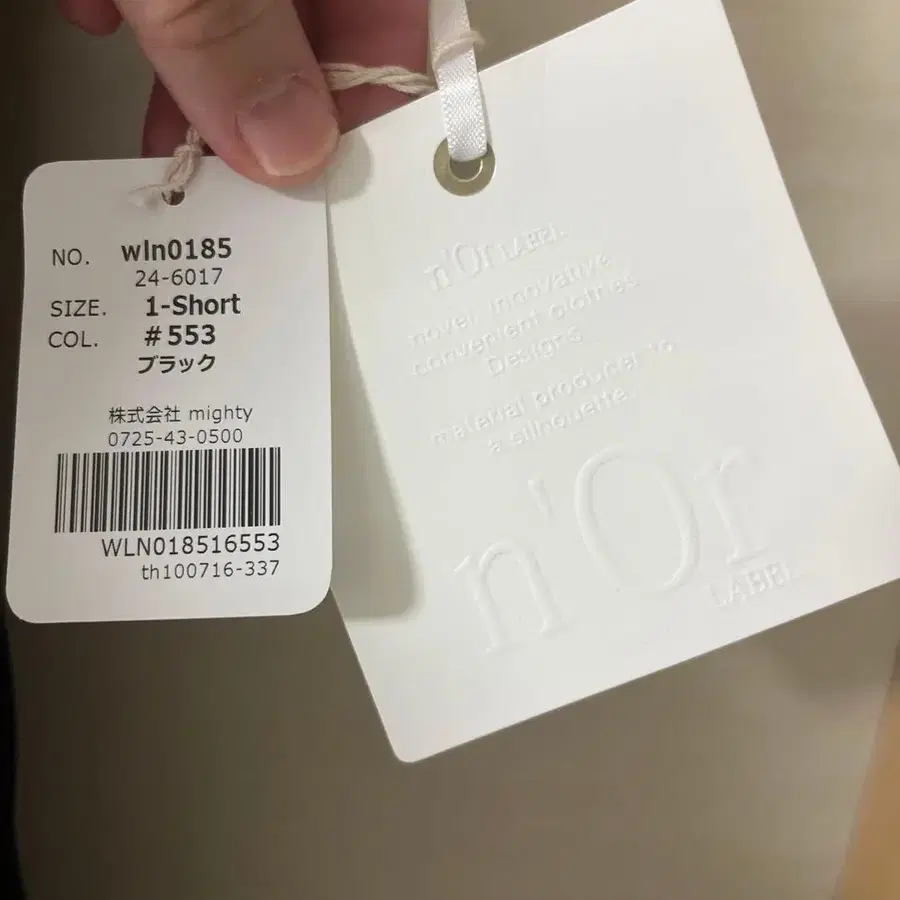 NO. wln0185
24-6017
SIZE. 1-Short
COL. #553
ブラック
株式会社 mighty
0725-43-0500
WLN018516553
th100716-337
n'Or LABEL
novel, innovative,
convenient clothes
Designs
material producer to
a silhouette.
n'Or
LABEL